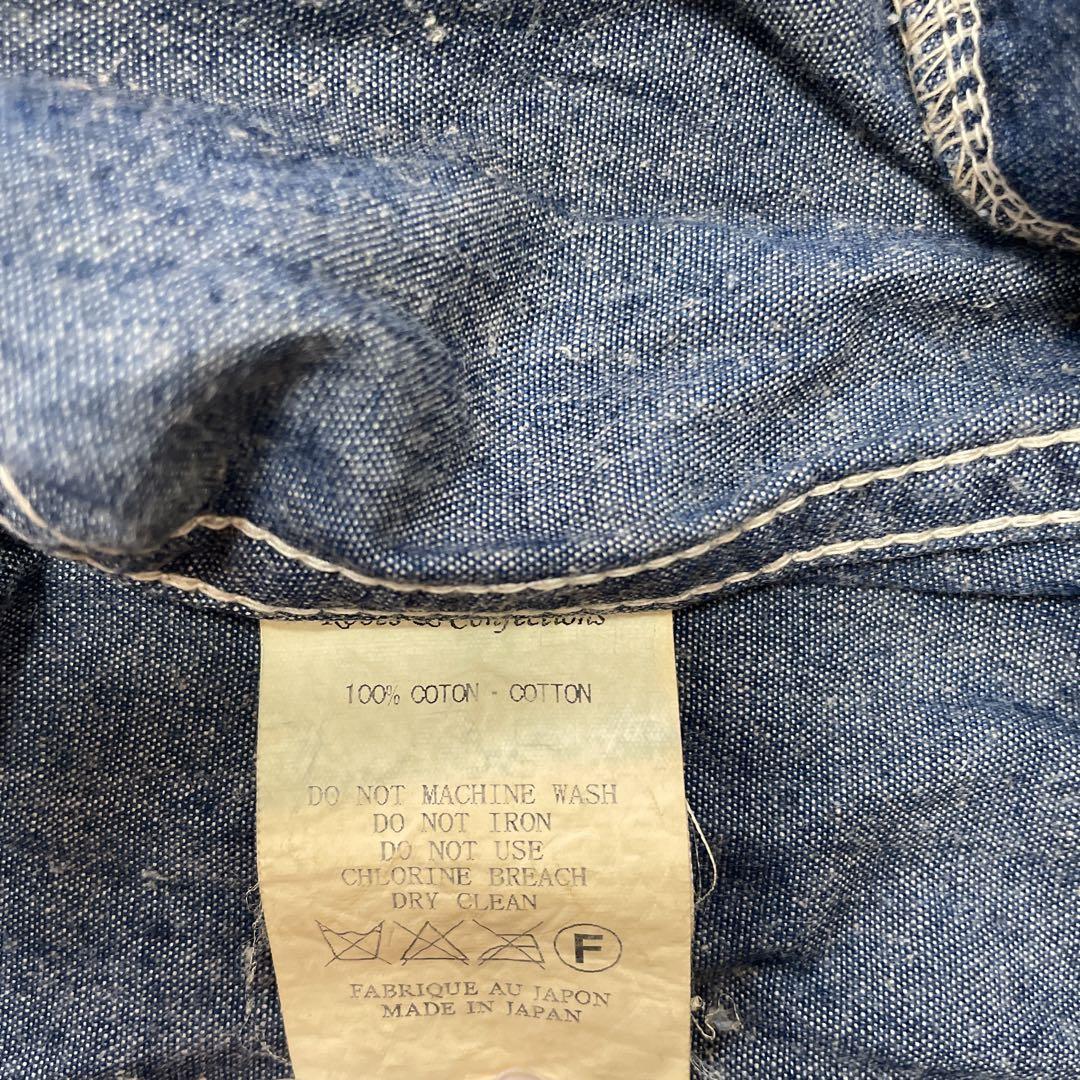 & Confections
100% COTON - COTTON
DO NOT MACHINE WASH
DO NOT IRON
DO NOT USE
CHLORINE BREACH
DRY CLEAN
F
FABRIQUE AU JAPON
MADE IN JAPAN